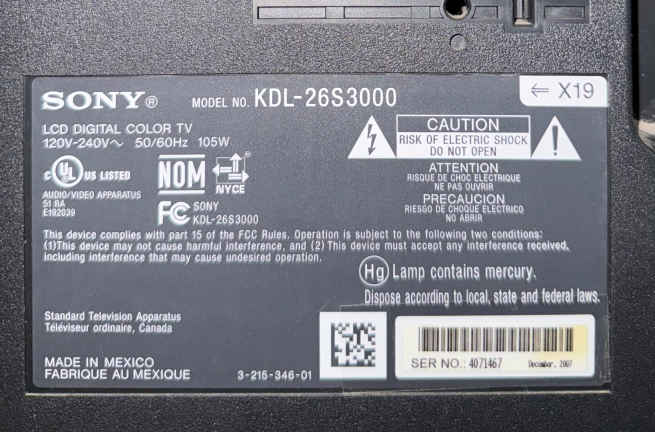 SONY® MODEL NO. KDL-26S3000
⇐ X19
LCD DIGITAL COLOR TV
120V-240V~ 50/60Hz 105W
CAUTION
RISK OF ELECTRIC SHOCK
DO NOT OPEN
ATTENTION
RISQUE DE CHOC ELECTRIQUE
NE PAS OUVRIR
PRECAUCION
RIESGO DE CHOQUE ELECTRICO
NO ABRIR
c UL US LISTED
AUDIO/VIDEO APPARATUS
51 BA
E192039
NOM
NYCE
FC SONY
KDL-26S3000
This device complies with part 15 of the FCC Rules. Operation is subject to the following two conditions:
(1)This device may not cause harmful interference, and (2) This device must accept any interference received,
including interference that may cause undesired operation.
Hg Lamp contains mercury.
Dispose according to local, state and federal laws.
Standard Television Apparatus
Téléviseur ordinaire, Canada
MADE IN MEXICO
FABRIQUE AU MEXIQUE
3-216-346-01
SER NO.: 4071467 December, 2007